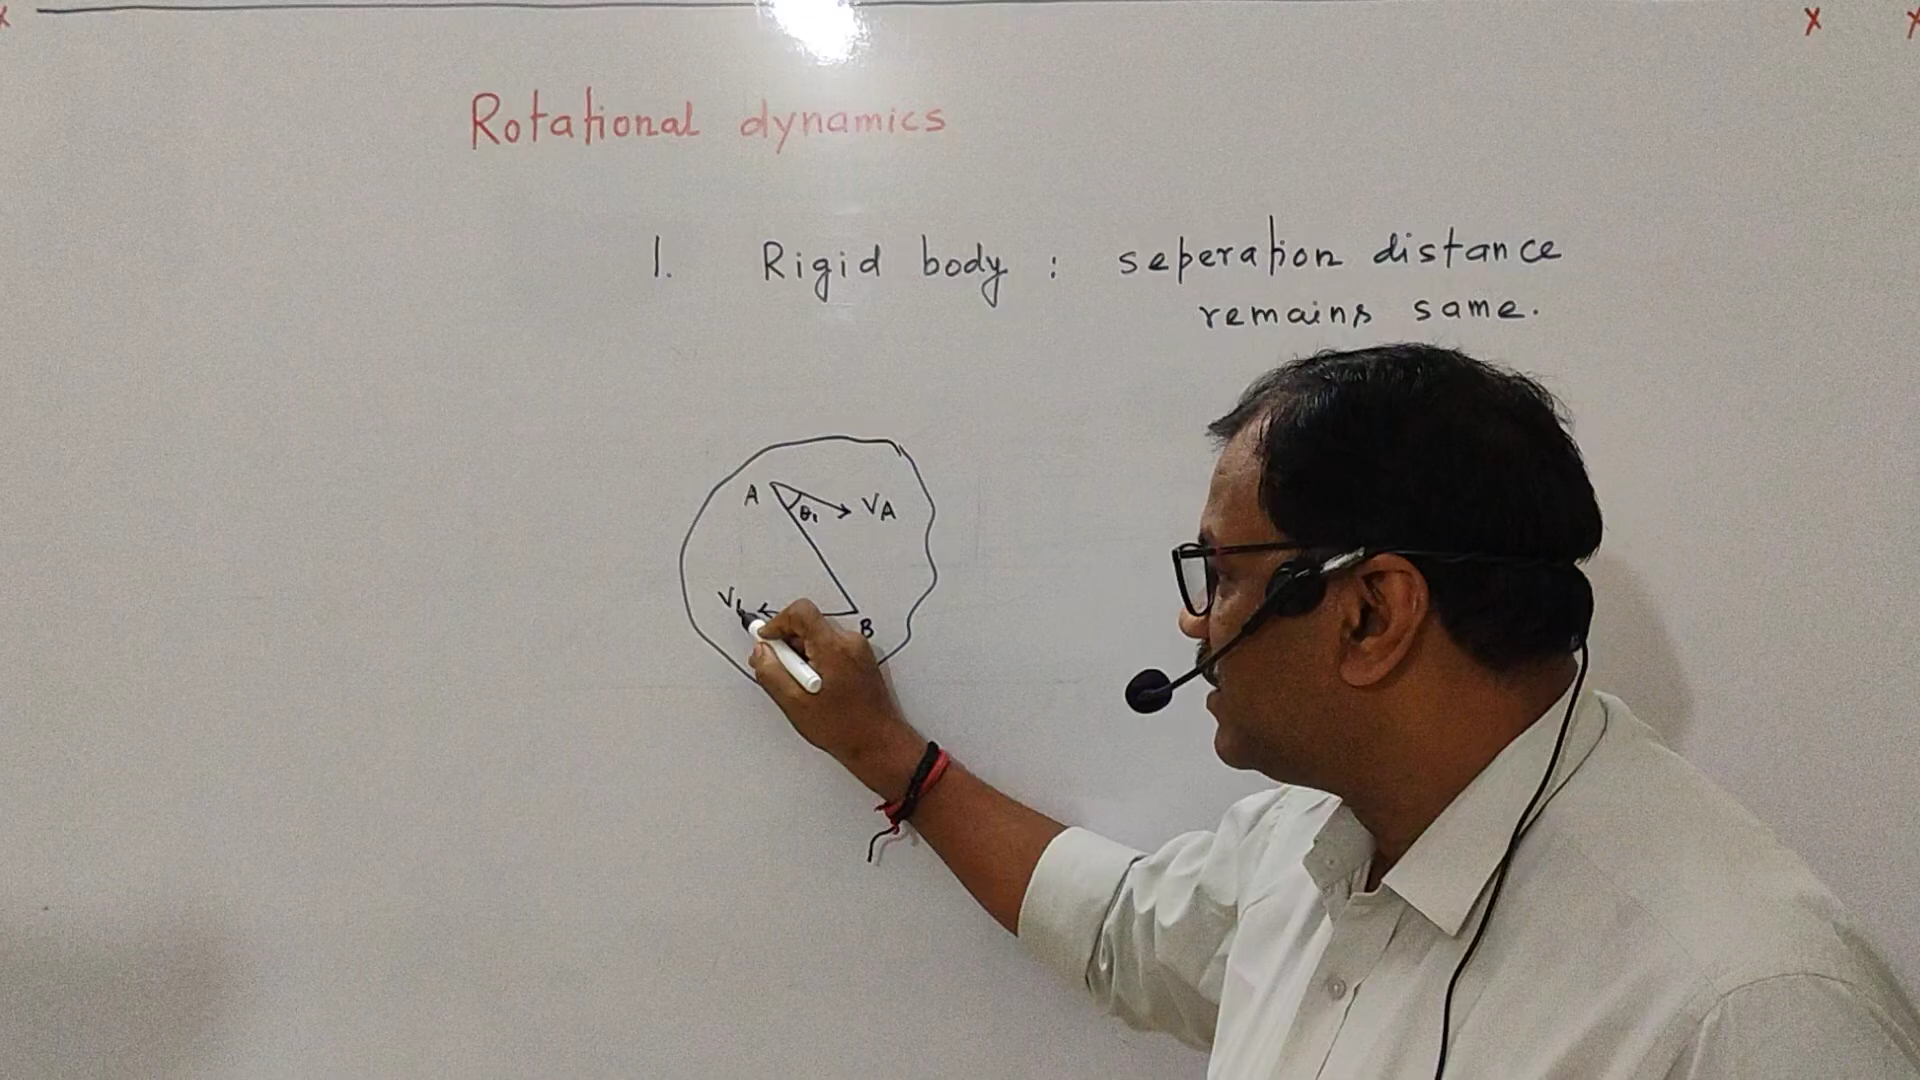 Rotational dynamics
1. Rigid body : seperation distance
remains same.
A
θ₁
VA
B